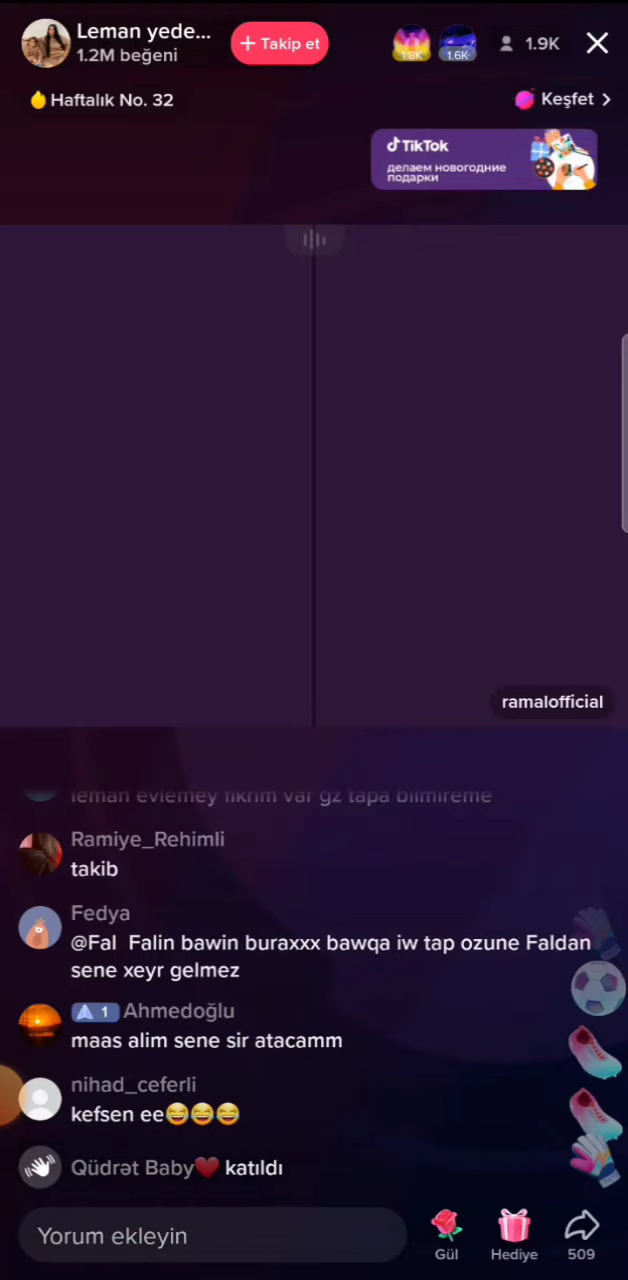 Leman yede...
1.2M beğeni
+ Takip et
1.8K
1.6K
1.9K
Haftalık No. 32
Keşfet >
TikTok
делаем новогодние
подарки
ramalofficial
leman evlemey fikrim var gz tapa bilmireme
Ramiye_Rehimli
takib
Fedya
@Fal Falin bawin buraxxx bawqa iw tap ozune Faldan
sene xeyr gelmez
1 Ahmedoğlu
maas alim sene sir atacamm
nihad_ceferli
kefsen ee😂😂😂
Qüdrət Baby❤️ katıldı
Yorum ekleyin
Gül
Hediye
509